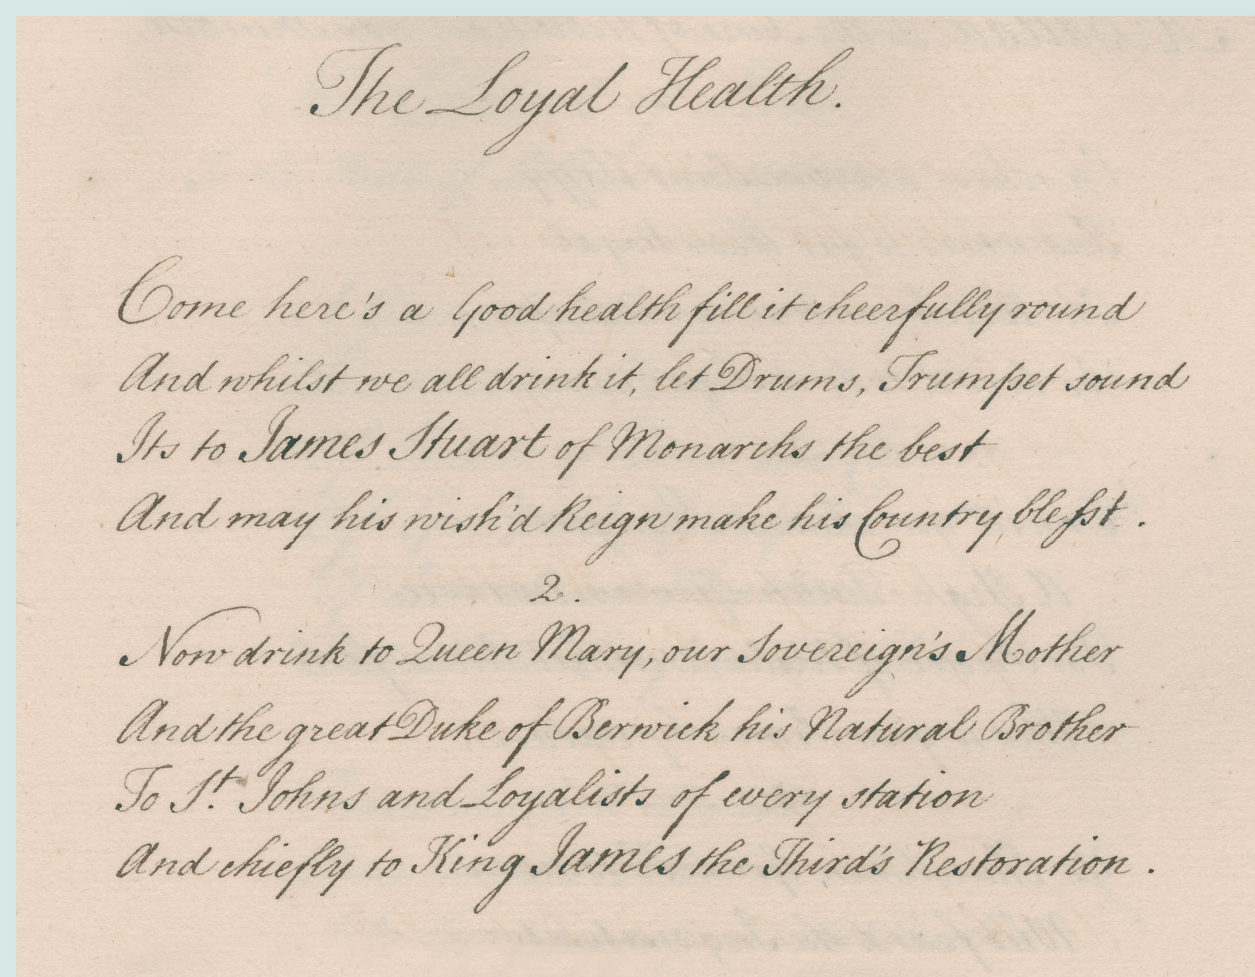 The Loyal Health.
Come here's a Good health fill it cheerfully round
And whilst we all drink it, let Drums, Trumpet sound
Its to James Stuart of Monarchs the best
And may his wish'd Reign make his Country blesst.
2.
Now drink to Queen Mary, our Sovereign's Mother
And the great Duke of Berwick his Natural Brother
To St. Johns and Loyalists of every station
And chiefly to King James the Third's Restoration.